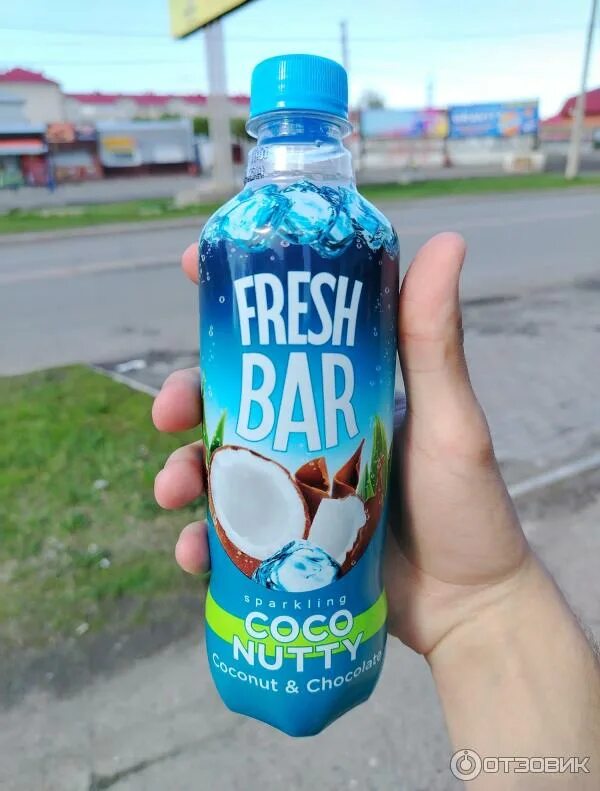 FRESH
BAR
sparkling
COCO
NUTTY
Coconut & Chocolate
ОТЗОВИК